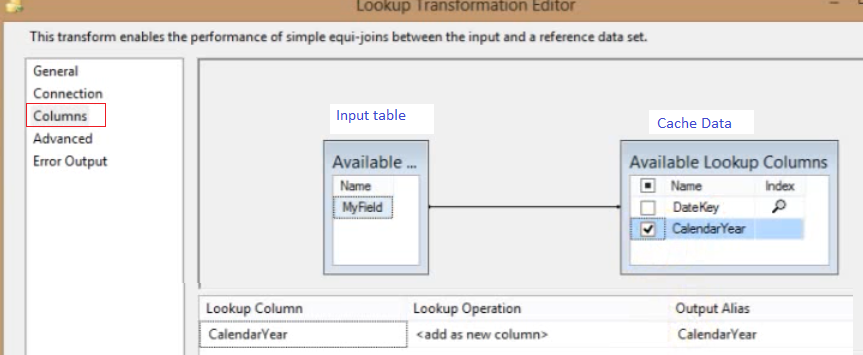 Lookup Transformation Editor
This transform enables the performance of simple equi-joins between the input and a reference data set.
General
Connection
Columns
Advanced
Error Output
Input table
Available ...
Name
MyField
Cache Data
Available Lookup Columns
Name Index
DateKey
CalendarYear
Lookup Column Lookup Operation Output Alias
CalendarYear <add as new column> CalendarYear